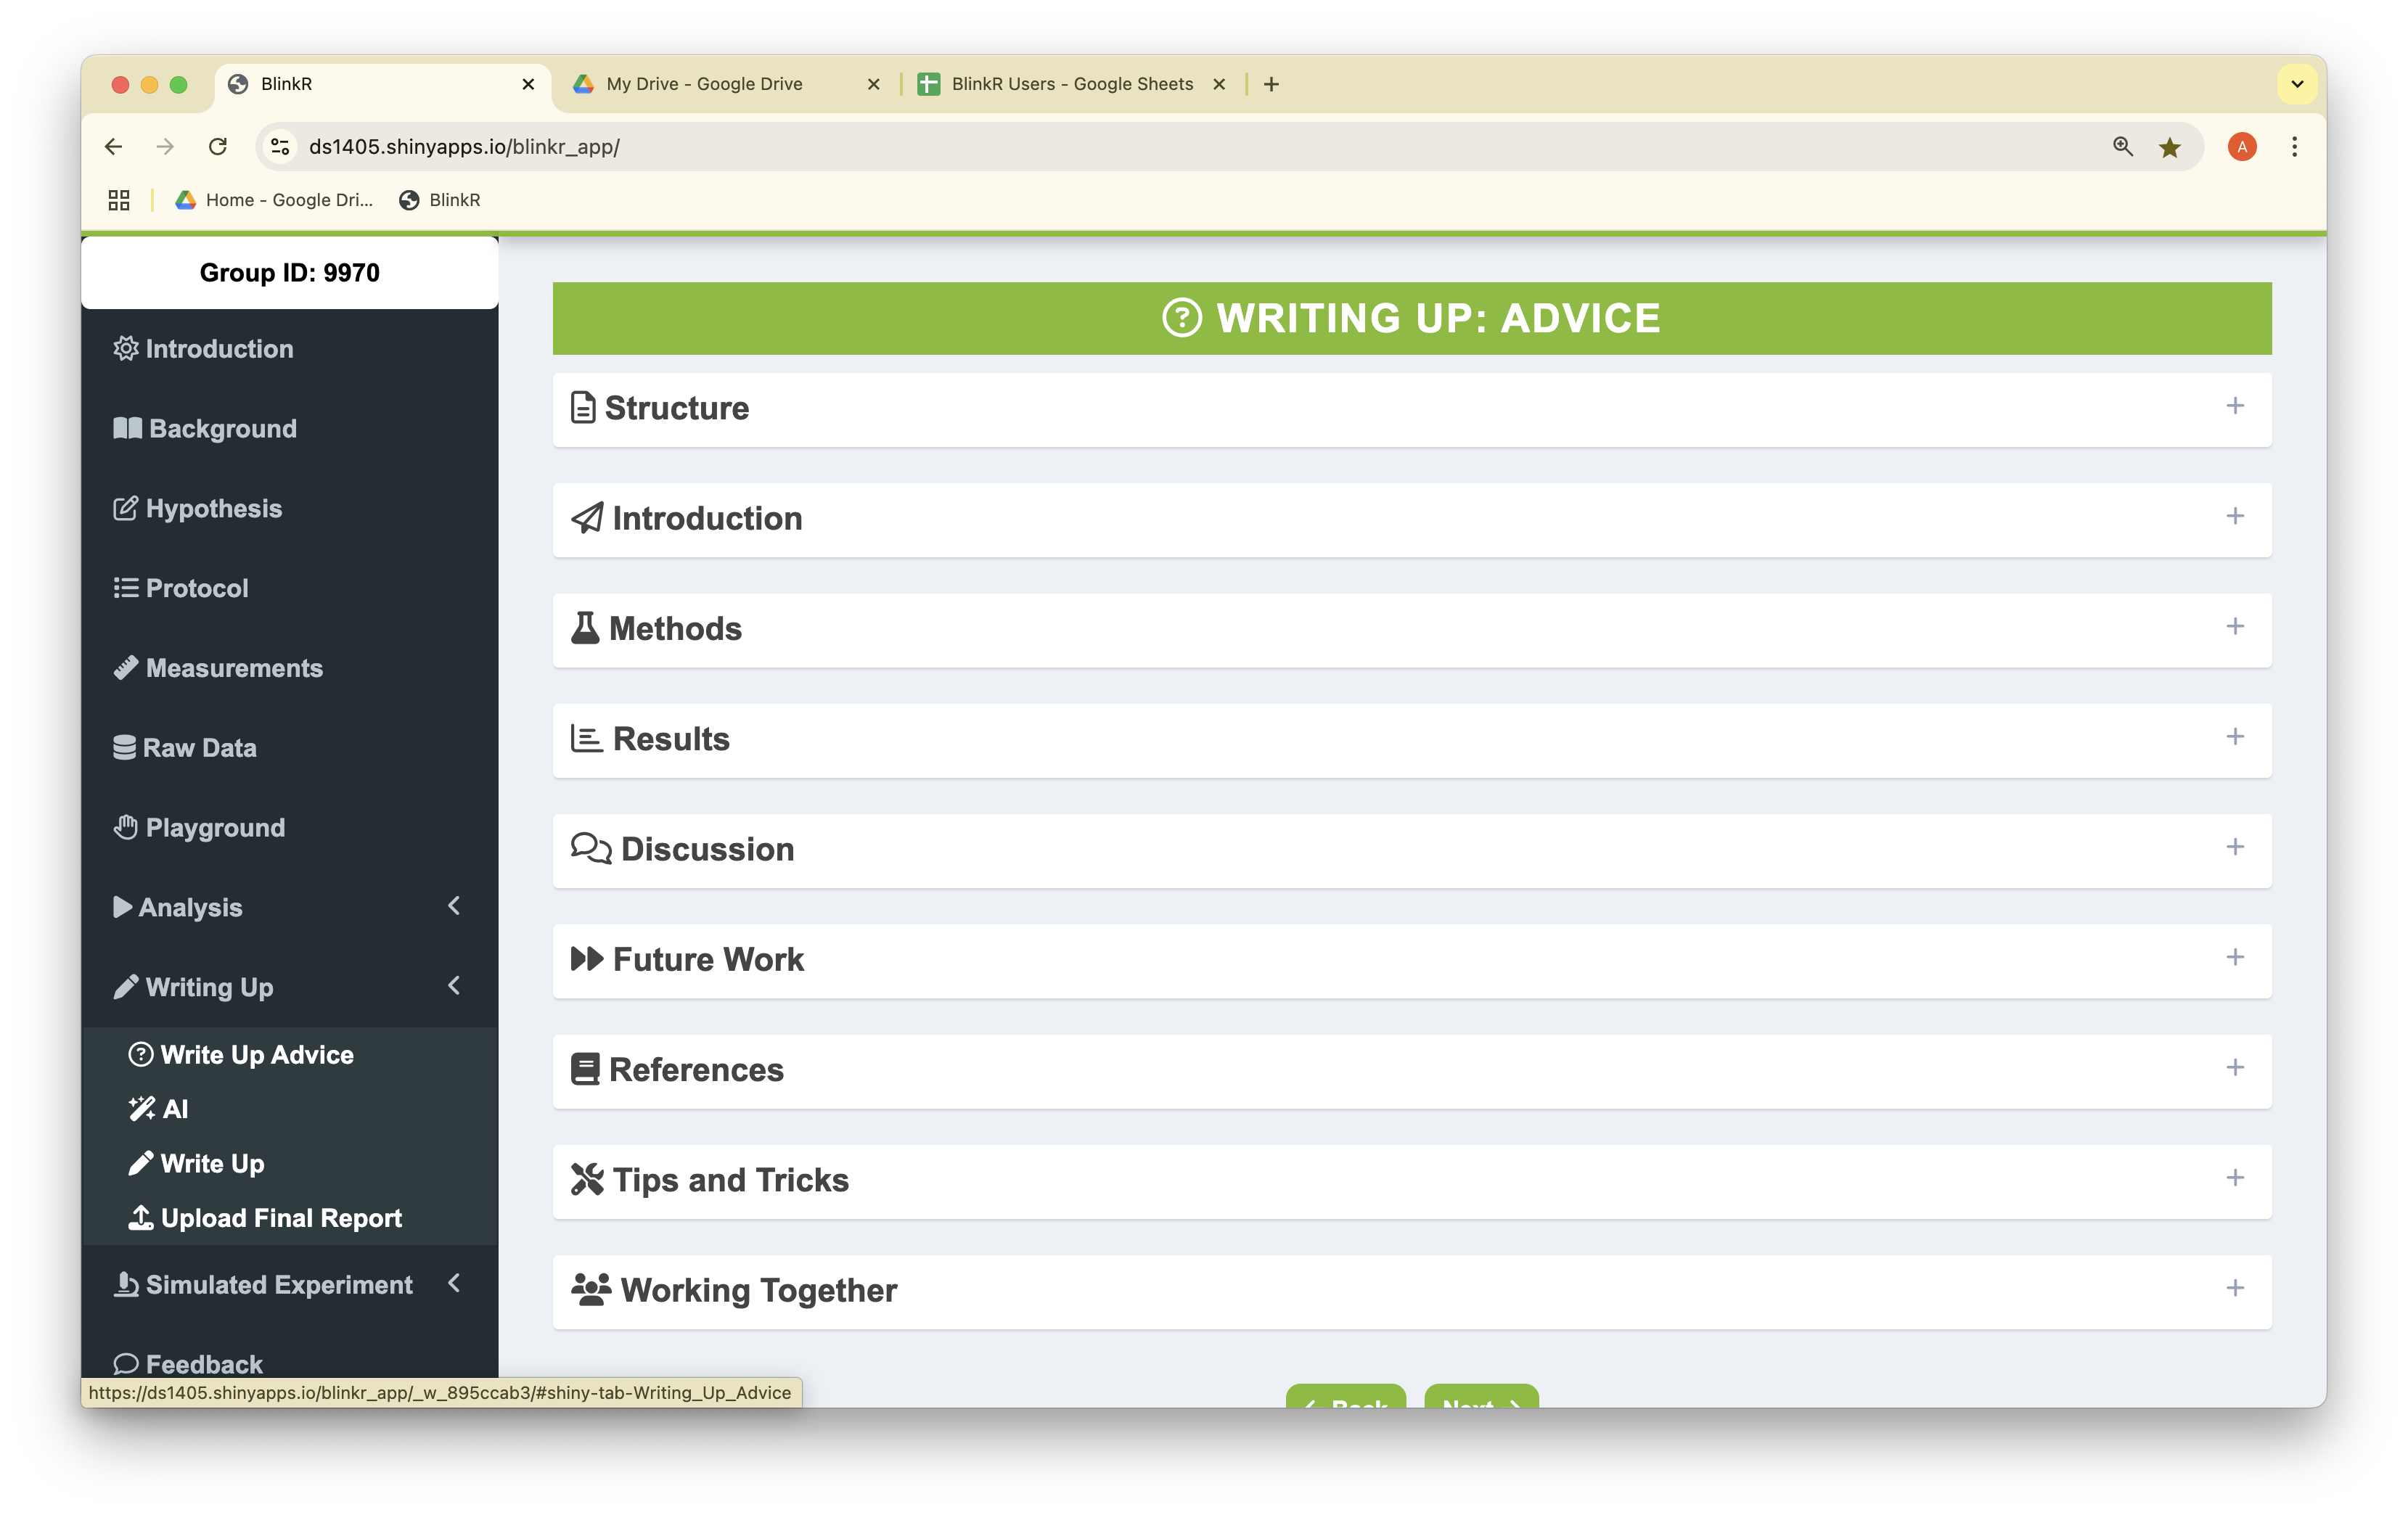 BlinkR
My Drive - Google Drive
BlinkR Users - Google Sheets
ds1405.shinyapps.io/blinkr_app/
A
Home - Google Dri...
BlinkR
Group ID: 9970
Introduction
Background
Hypothesis
Protocol
Measurements
Raw Data
Playground
Analysis
Writing Up
Write Up Advice
AI
Write Up
Upload Final Report
Simulated Experiment
Feedback
https://ds1405.shinyapps.io/blinkr_app/_w_895ccab3/#shiny-tab-Writing_Up_Advice
WRITING UP: ADVICE
Structure
Introduction
Methods
Results
Discussion
Future Work
References
Tips and Tricks
Working Together
Back
Next